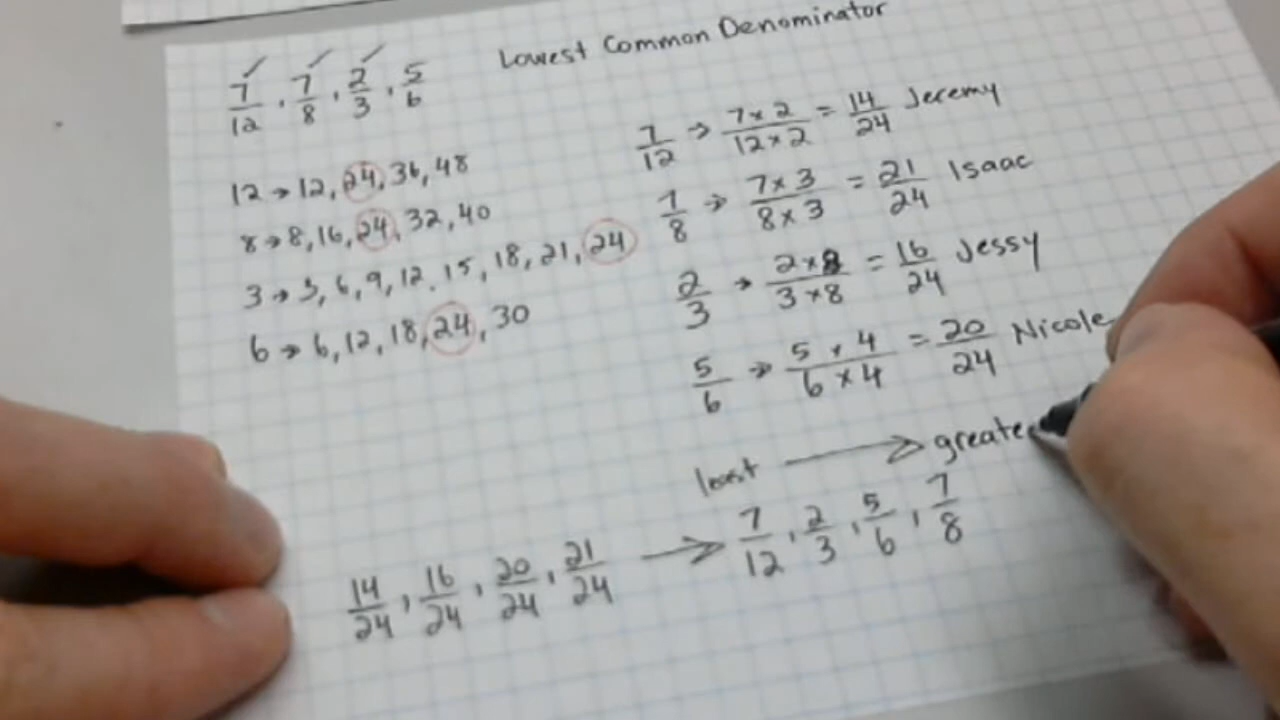 Lowest Common Denominator
7/12, 7/8, 2/3, 5/6
12 → 12, 24, 36, 48
8 → 8, 16, 24, 32, 40
3 → 3, 6, 9, 12, 15, 18, 21, 24
6 → 6, 12, 18, 24, 30
7/12 → 7×2/12×2 = 14/24 Jeremy
7/8 → 7×3/8×3 = 21/24 Isaac
2/3 → 2×8/3×8 = 16/24 Jessy
5/6 → 5×4/6×4 = 20/24 Nicole
least → greate
14/24, 16/24, 20/24, 21/24 → 7/12, 2/3, 5/6, 7/8